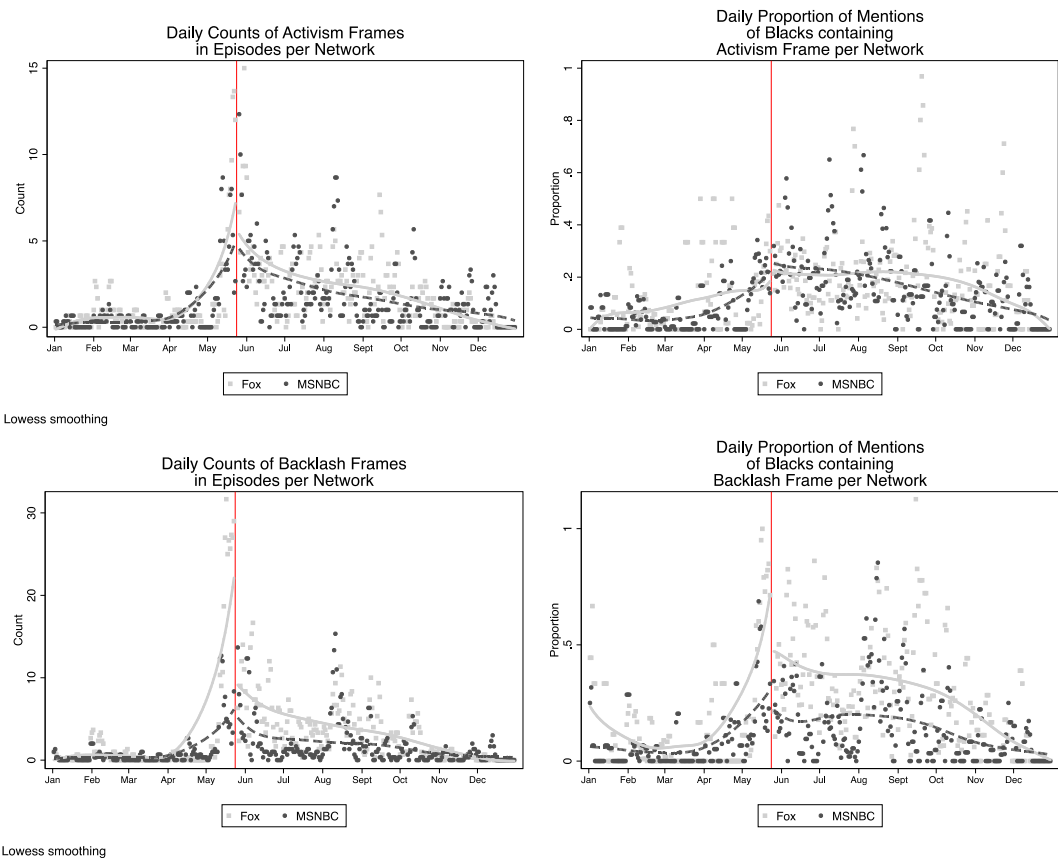 Daily Counts of Activism Frames
in Episodes per Network
Count
15
10
5
0
Jan Feb Mar Apr May Jun Jul Aug Sept Oct Nov Dec
Fox MSNBC
Lowess smoothing
Daily Proportion of Mentions
of Blacks containing
Activism Frame per Network
Proportion
1
.8
.6
.4
.2
0
Jan Feb Mar Apr May Jun Jul Aug Sept Oct Nov Dec
Fox MSNBC
Daily Counts of Backlash Frames
in Episodes per Network
Count
30
20
10
0
Jan Feb Mar Apr May Jun Jul Aug Sept Oct Nov Dec
Fox MSNBC
Lowess smoothing
Daily Proportion of Mentions
of Blacks containing
Backlash Frame per Network
Proportion
1
.5
0
Jan Feb Mar Apr May Jun Jul Aug Sept Oct Nov Dec
Fox MSNBC